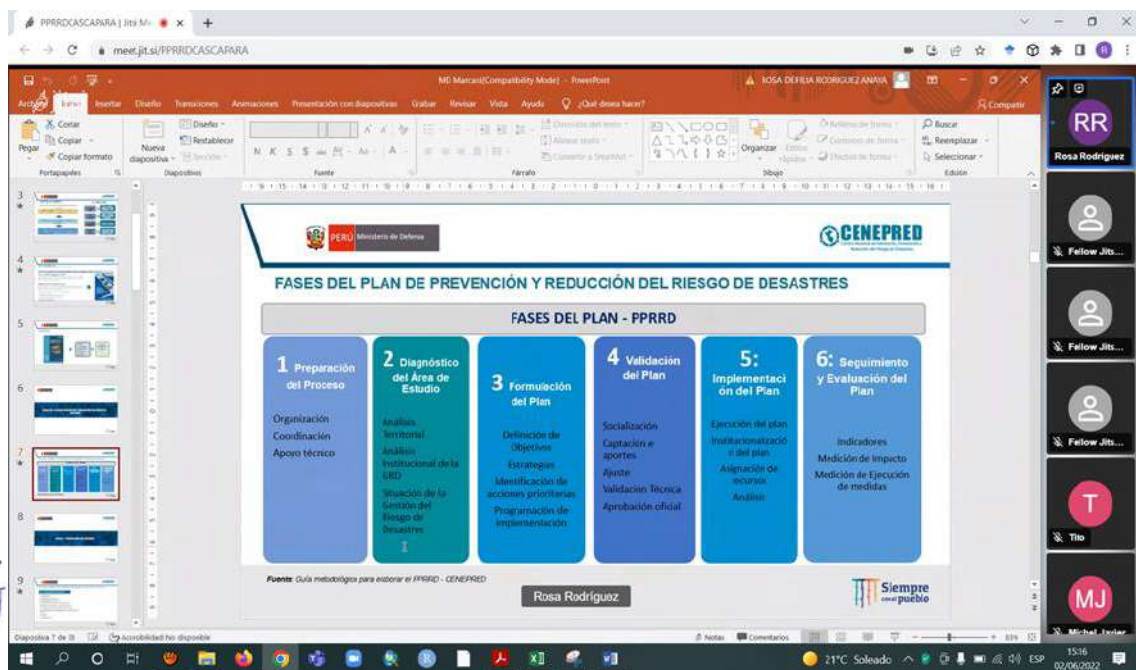 PPRRDCASCAPARA | Jitsi Me
meet.jit.si/PPRRDCASCAPARA
MD Marcas(Compatibility Mode) - PowerPoint
ROSA DEFILIA RODRIGUEZ ANAYA
Insertar Diseño Transiciones Animaciones Presentación con diapositivas Grabar Revisar Vista Ayuda ¿Qué desea hacer?
Compartir
Pegar
Cortar
Copiar
Copiar formato
Portapapeles
Nueva diapositiva
Diseño
Restablecer
Sección
Diapositivas
Fuente
Párrafo
Organizar
Dibujo
Buscar
Reemplazar
Seleccionar
Edición
PERÚ Ministerio de Defensa
CENEPRED
FASES DEL PLAN DE PREVENCIÓN Y REDUCCIÓN DEL RIESGO DE DESASTRES
FASES DEL PLAN - PPRRD
1 Preparación
del Proceso
Organización
Coordinación
Apoyo técnico
2 Diagnóstico
del Área de
Estudio
Análisis
Territorial
Análisis
Institucional de la
GRD
Situación de la
Gestión del
Riesgo de
Desastres
3 Formulación
del Plan
Definición de
Objetivos
Estrategias
Identificación de
acciones prioritarias
Programación de
implementación
4 Validación
del Plan
Socialización
Captación e
aportes
Ajuste
Validación Técnica
Aprobación oficial
5:
Implementaci
ón del Plan
Ejecución del plan
Institucionalizació
n del plan
Asignación de
recursos
Análisis
6: Seguimiento
y Evaluación del
Plan
Indicadores
Medición de Impacto
Medición de Ejecución
de medidas
Fuente: Guía metodológica para elaborar el PPRRD - CENEPRED
Rosa Rodríguez
Siempre
con el pueblo
RR
Rosa Rodríguez
Fellow Jits...
Fellow Jits...
Fellow Jits...
T
Tito
MJ
3
4
5
6
7
8
9
Accesibilidad: No disponible
Notas
Comentarios
21°C Soleado
ESP
15:16
02/06/2022